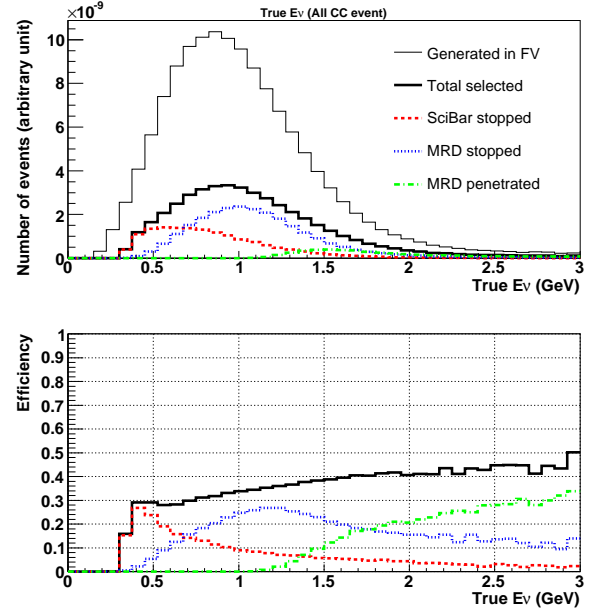 True Eν (All CC event)
×10⁻⁹
Number of events (arbitrary unit)
10
8
6
4
2
0
Generated in FV
Total selected
SciBar stopped
MRD stopped
MRD penetrated
0 0.5 1 1.5 2 2.5 3
True Eν (GeV)
Efficiency
1
0.9
0.8
0.7
0.6
0.5
0.4
0.3
0.2
0.1
0
0 0.5 1 1.5 2 2.5 3
True Eν (GeV)